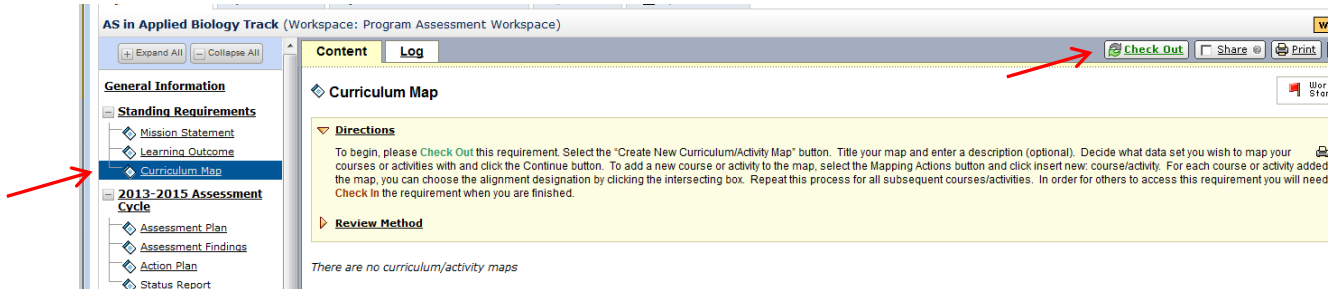 AS in Applied Biology Track (Workspace: Program Assessment Workspace)
Expand All Collapse All
Content Log
Check Out Share Print
General Information
Standing Requirements
Mission Statement
Learning Outcome
Curriculum Map
2013-2015 Assessment
Cycle
Assessment Plan
Assessment Findings
Action Plan
Status Report
Curriculum Map
Directions
To begin, please Check Out this requirement. Select the “Create New Curriculum/Activity Map” button. Title your map and enter a description (optional). Decide what data set you wish to map your
courses or activities with and click the Continue button. To add a new course or activity to the map, select the Mapping Actions button and click insert new: course/activity. For each course or activity added
the map, you can choose the alignment designation by clicking the intersecting box. Repeat this process for all subsequent courses/activities. In order for others to access this requirement you will need
Check In the requirement when you are finished.
Review Method
There are no curriculum/activity maps